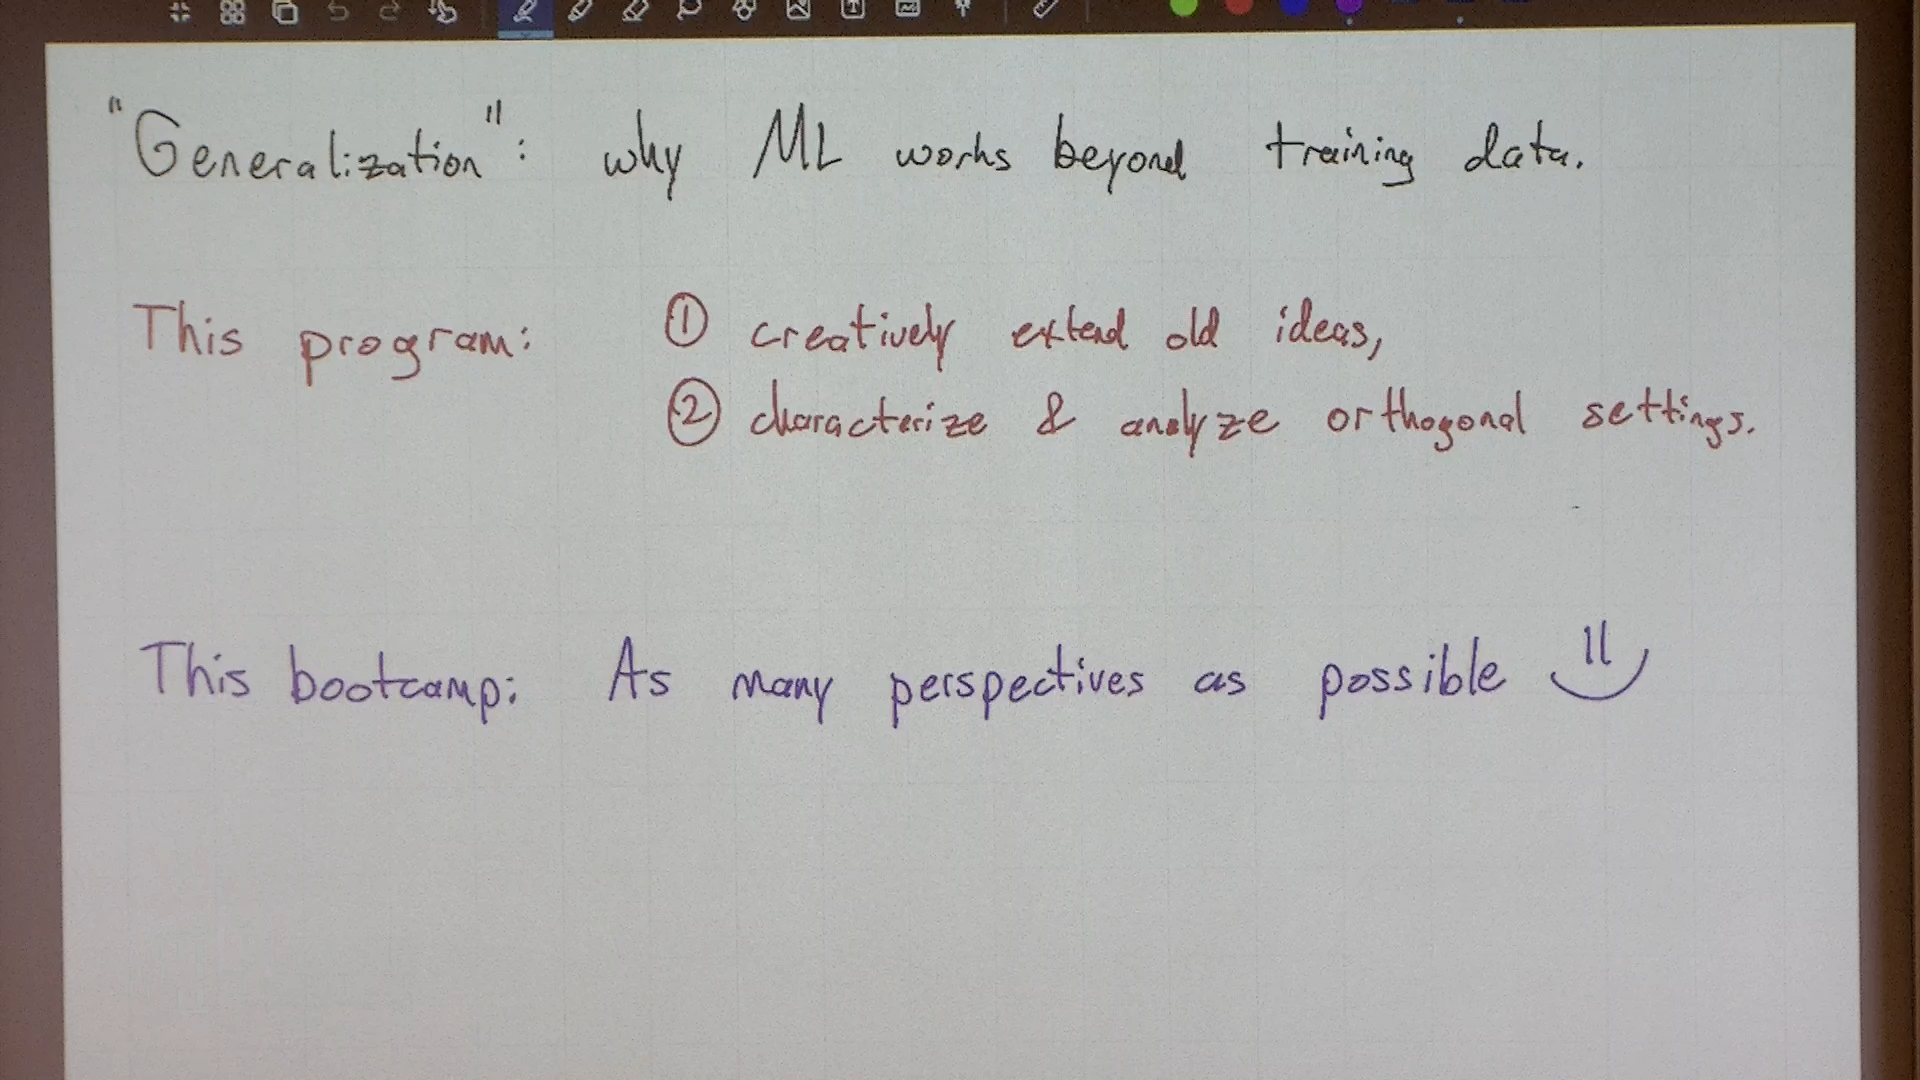 "Generalization": why ML works beyond training data.
This program: ① creatively extend old ideas,
② characterize & analyze orthogonal settings.
This bootcamp: As many perspectives as possible